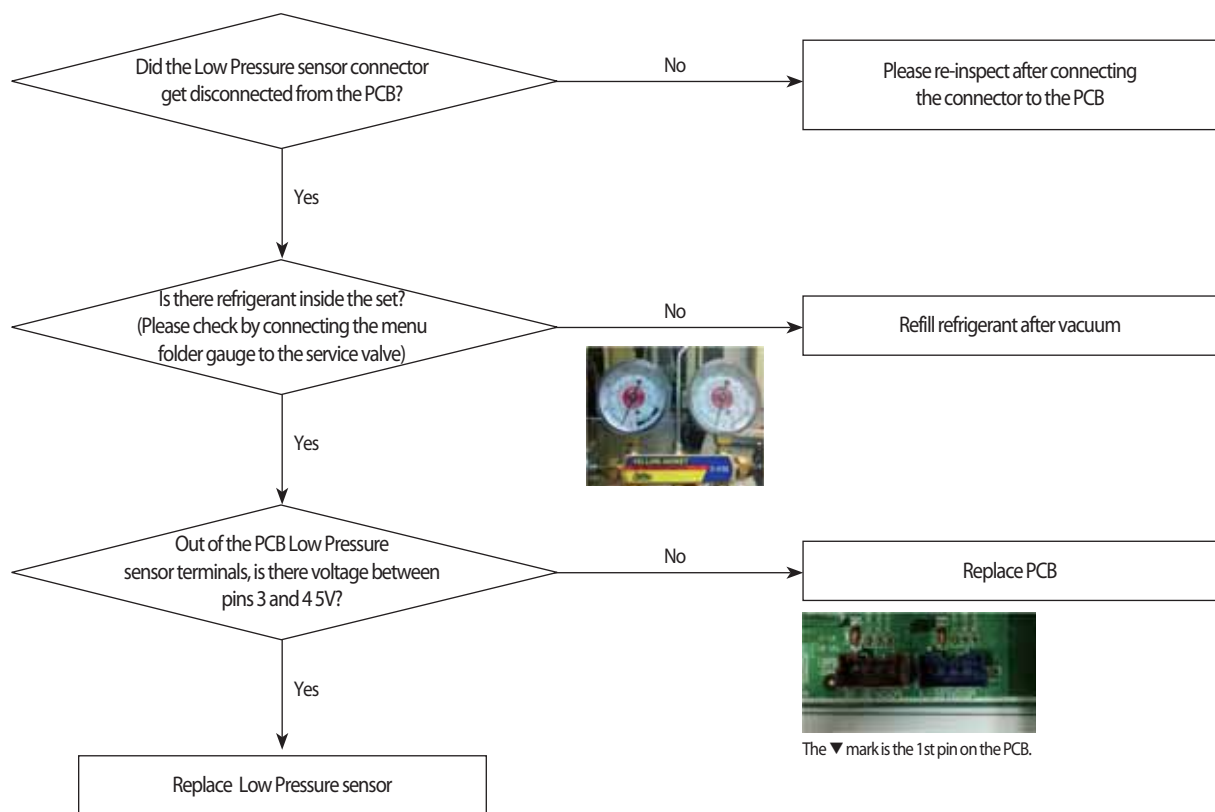 Did the Low Pressure sensor connector
get disconnected from the PCB?
No
Please re-inspect after connecting
the connector to the PCB
Yes
Is there refrigerant inside the set?
(Please check by connecting the menu
folder gauge to the service valve)
No
Refill refrigerant after vacuum
Yes
Out of the PCB Low Pressure
sensor terminals, is there voltage between
pins 3 and 4 5V?
No
Replace PCB
The ▼ mark is the 1st pin on the PCB.
Yes
Replace Low Pressure sensor